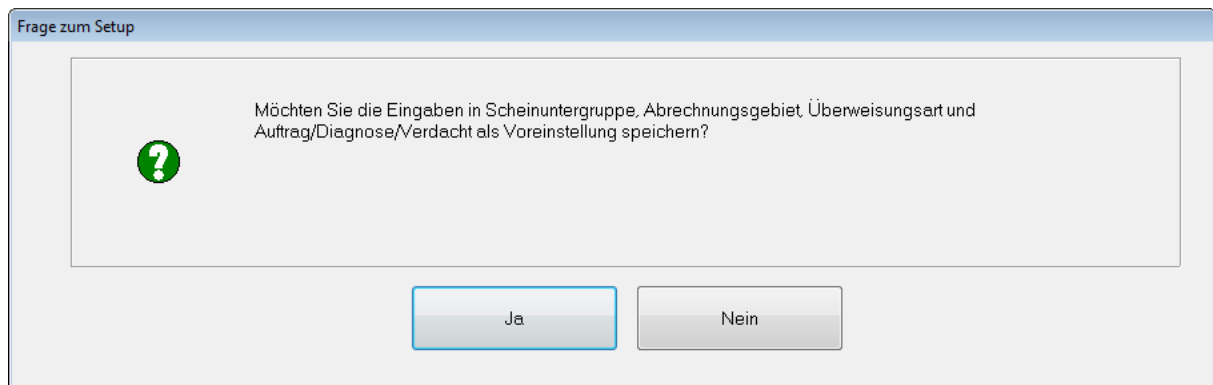 Frage zum Setup
Möchten Sie die Eingaben in Scheinuntergruppe, Abrechnungsgebiet, Überweisungsart und
Auftrag/Diagnose/Verdacht als Voreinstellung speichern?
Ja
Nein